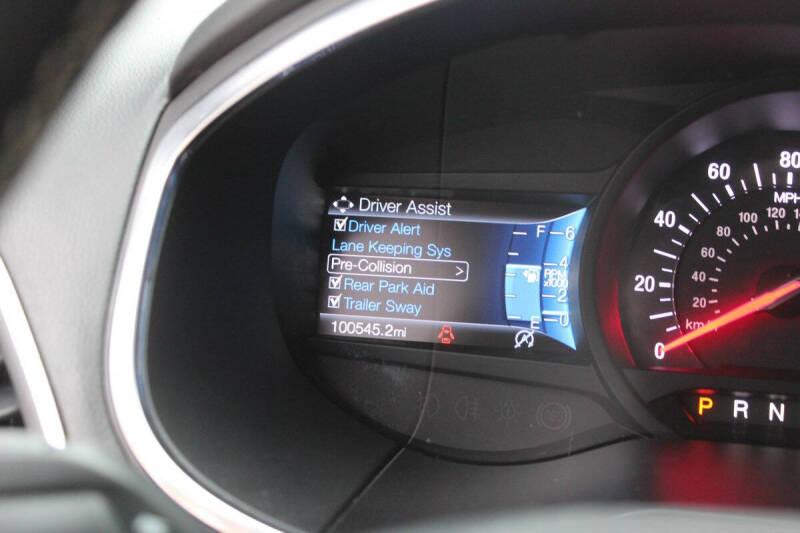 Driver Assist
Driver Alert
Lane Keeping Sys
Pre-Collision >
Rear Park Aid
Trailer Sway
100545.2mi
F
E
6
4
RPM
x1000
2
0
80
60
40
20
0
MPH
120
100
80
60
40
20
km/
P R N